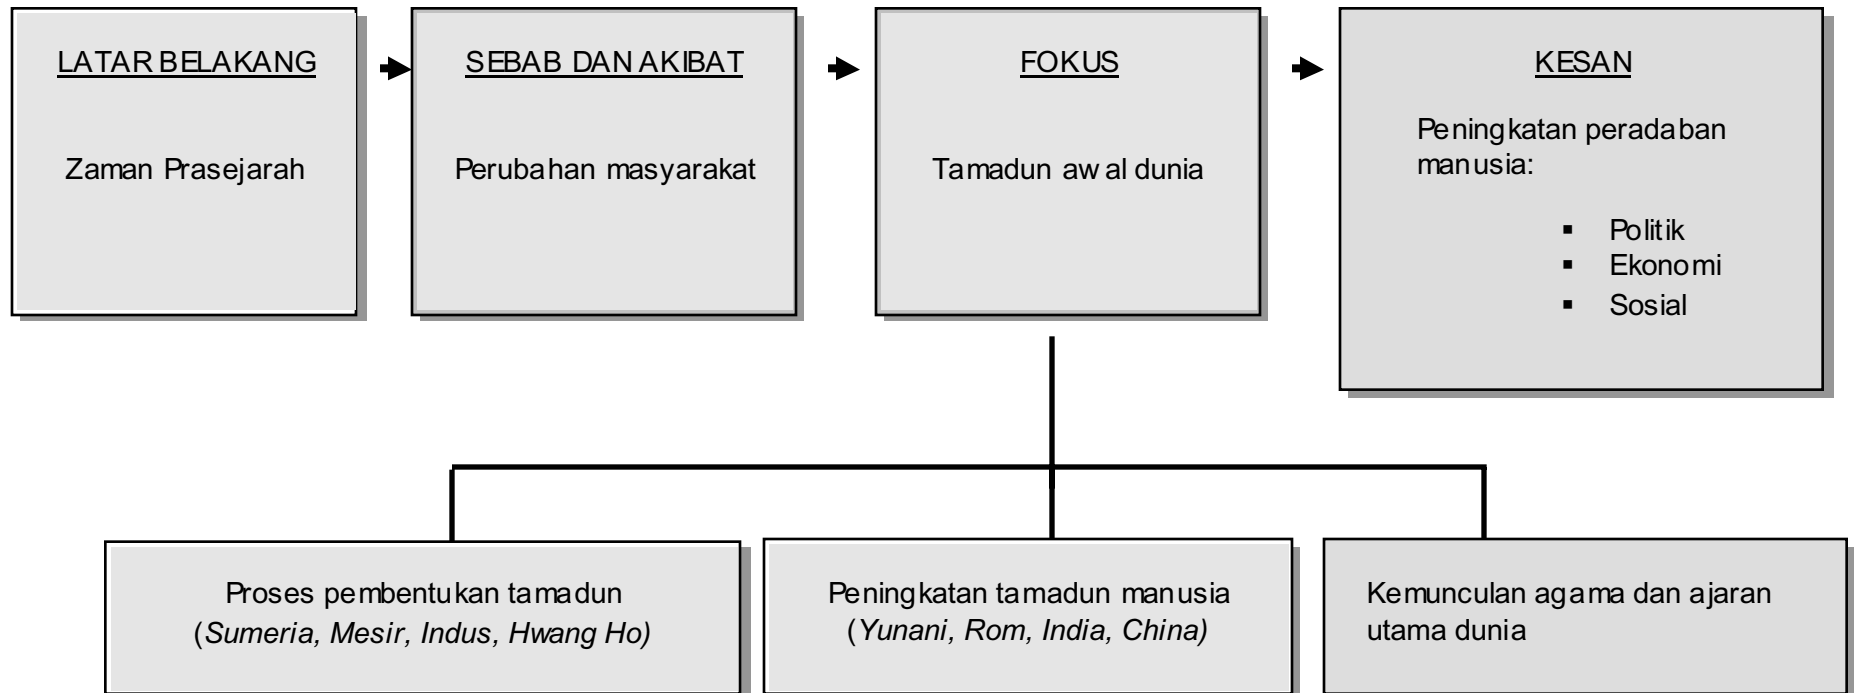 LATAR BELAKANG
Zaman Prasejarah
SEBAB DAN AKIBAT
Perubahan masyarakat
FOKUS
Tamadun awal dunia
KESAN
Peningkatan peradaban
manusia:
▪ Politik
▪ Ekonomi
▪ Sosial
Proses pembentukan tamadun
(Sumeria, Mesir, Indus, Hwang Ho)
Peningkatan tamadun manusia
(Yunani, Rom, India, China)
Kemunculan agama dan ajaran
utama dunia